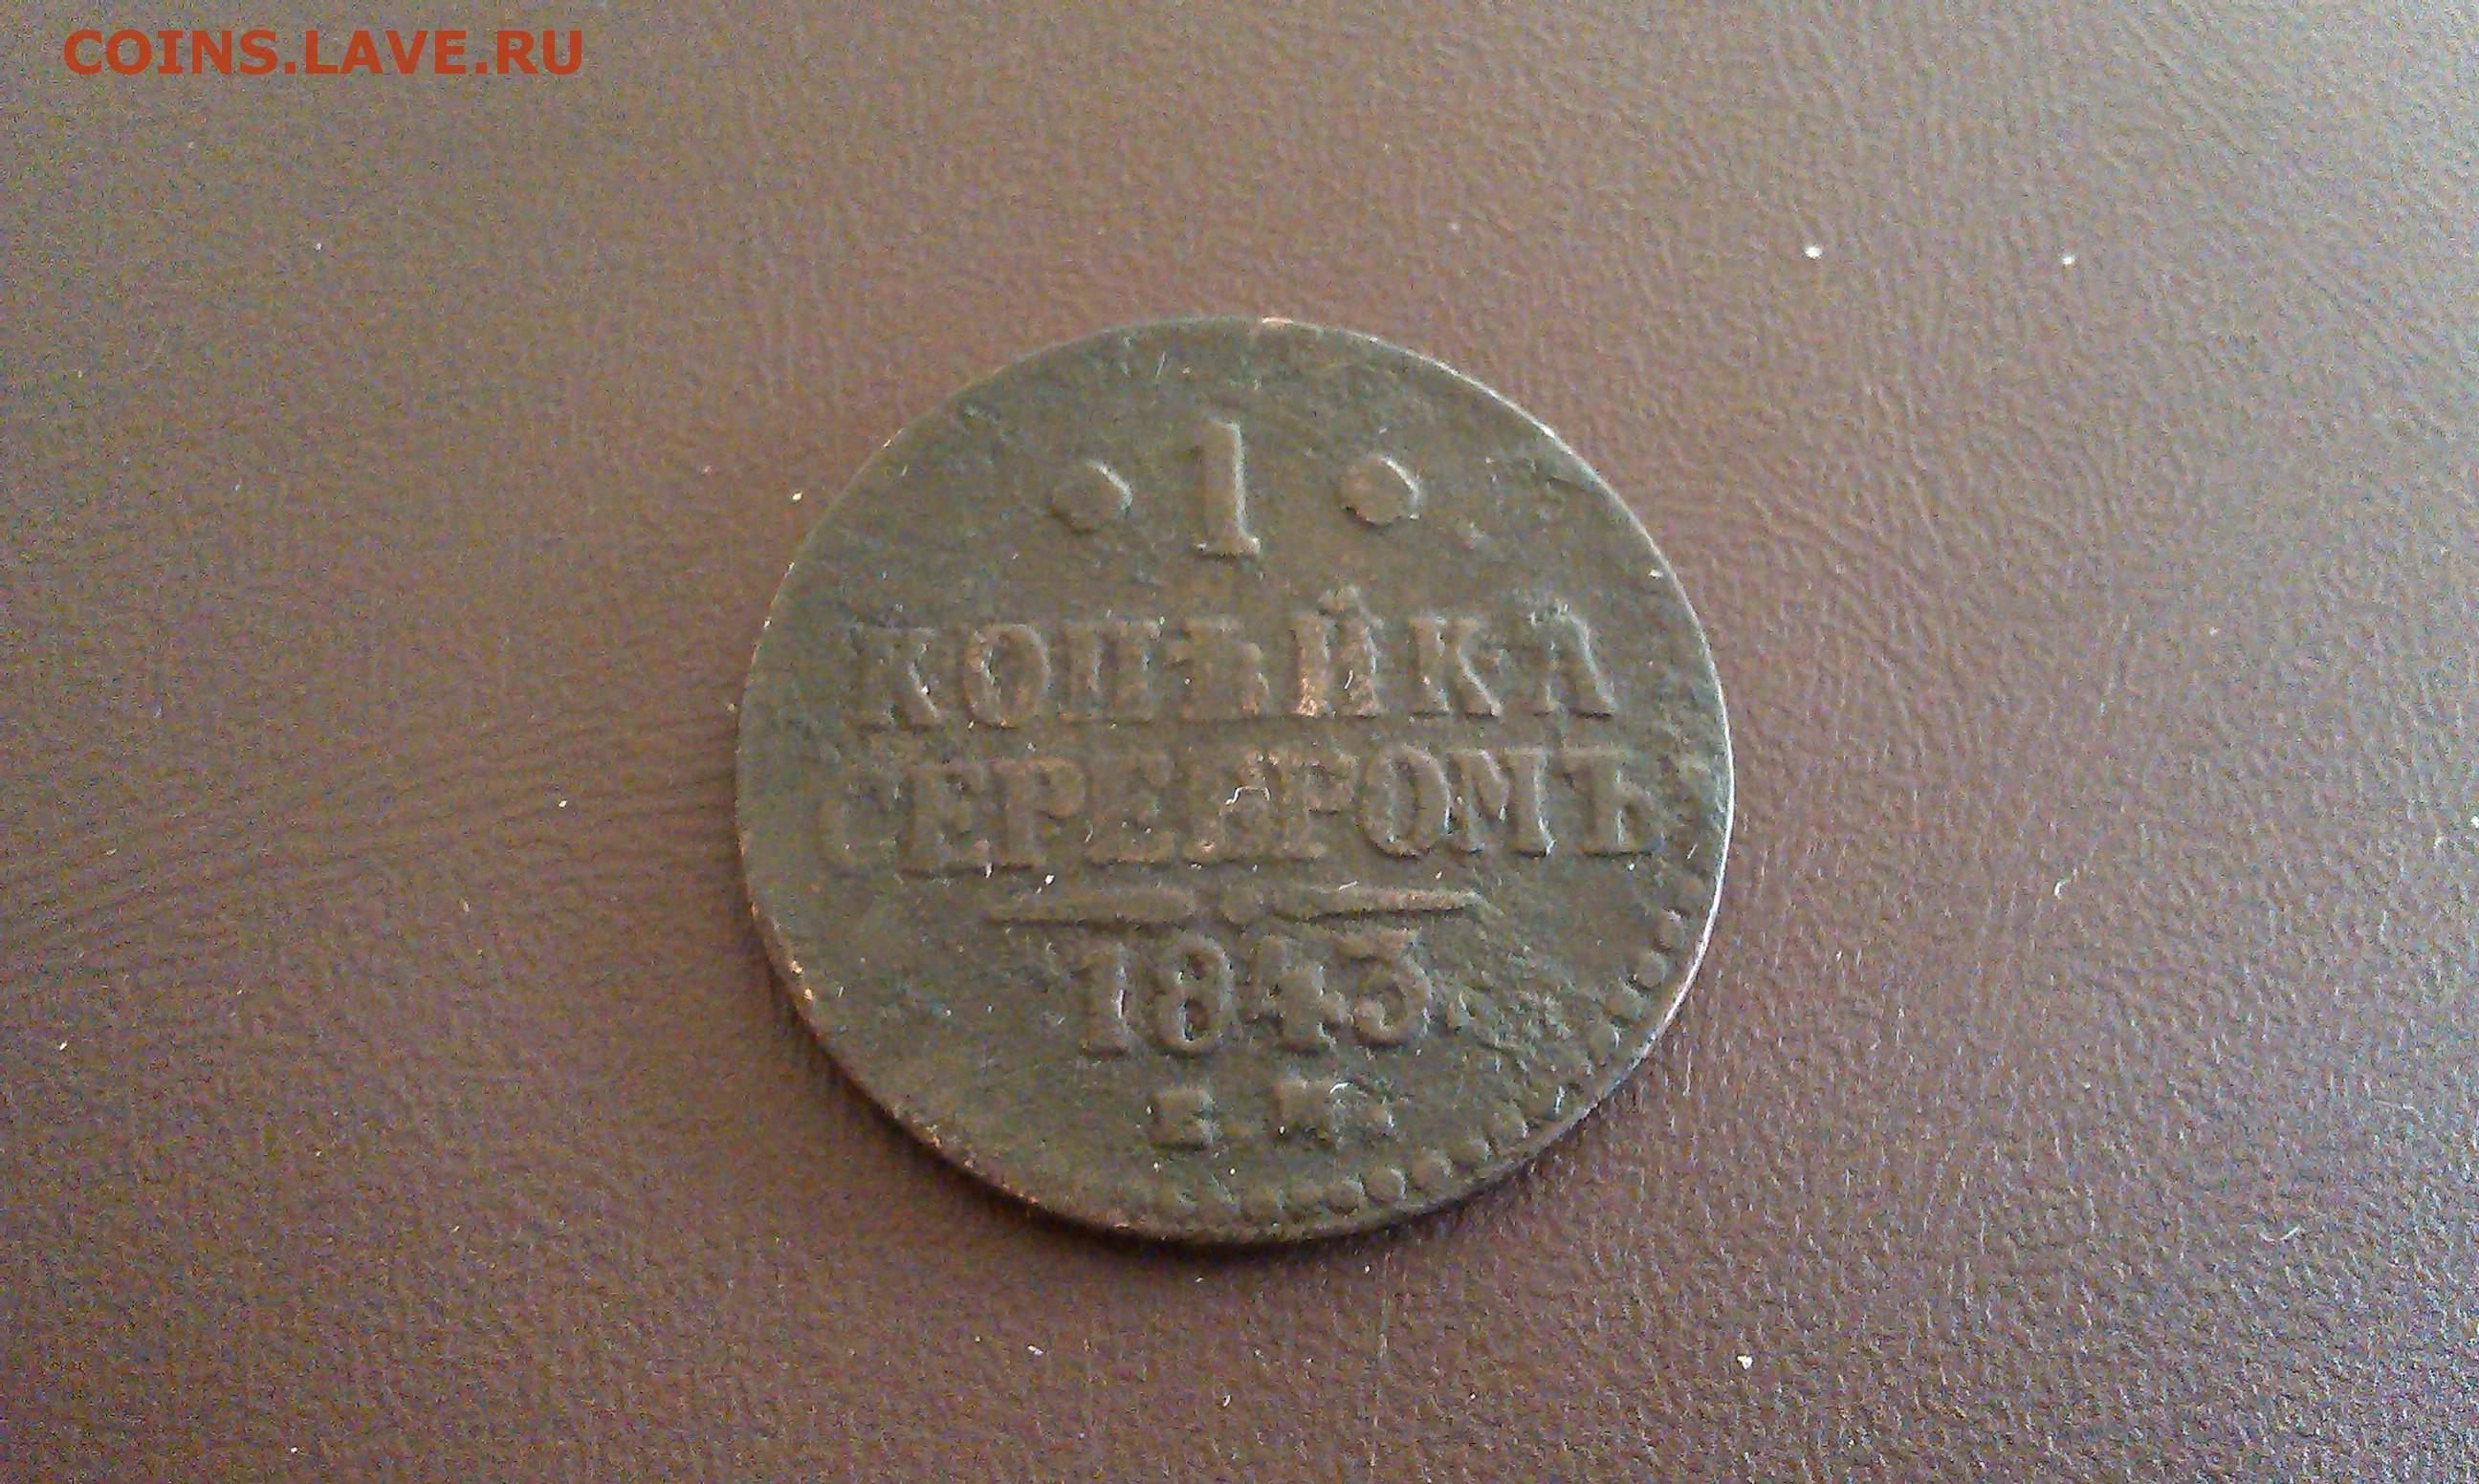 COINS.LAVE.RU
1
КОПѢЙКА
СЕРЕБРОМЪ
1843
Е М